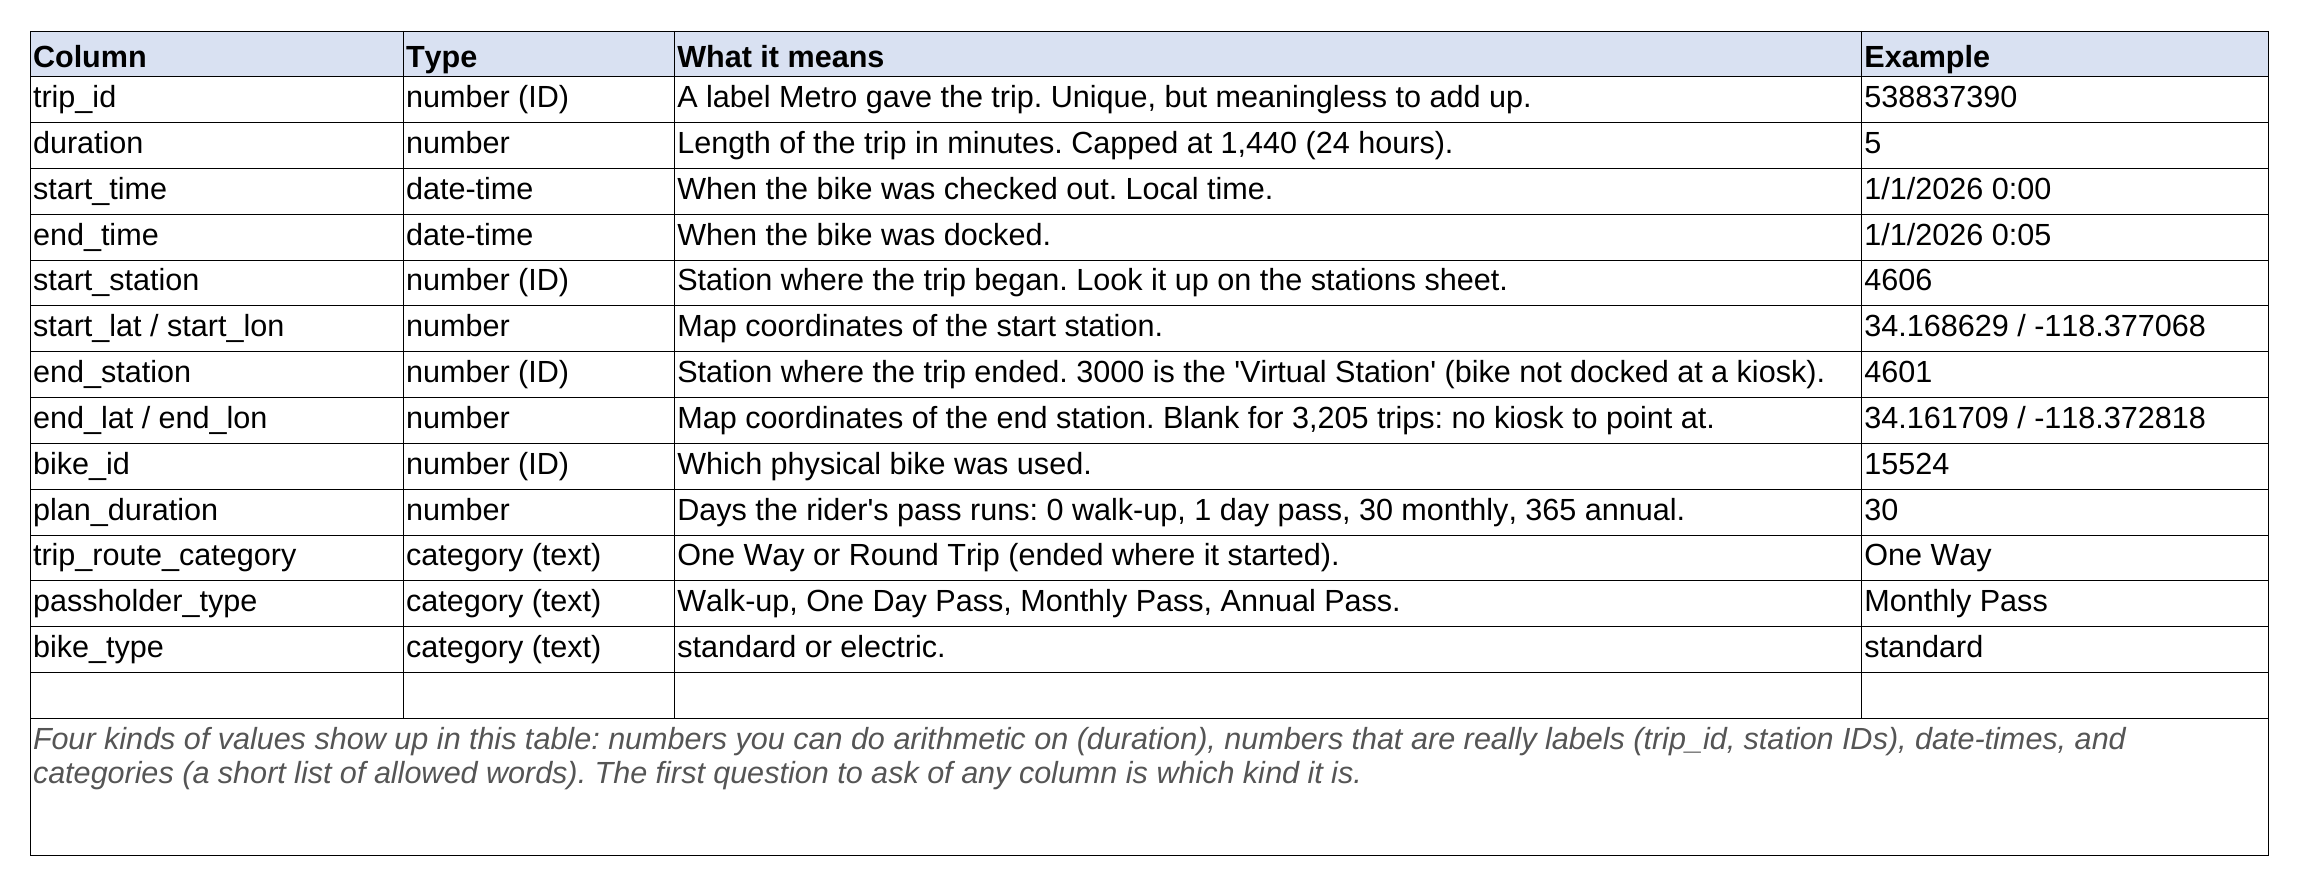 Column Type What it means Example
trip_id number (ID) A label Metro gave the trip. Unique, but meaningless to add up. 538837390
duration number Length of the trip in minutes. Capped at 1,440 (24 hours). 5
start_time date-time When the bike was checked out. Local time. 1/1/2026 0:00
end_time date-time When the bike was docked. 1/1/2026 0:05
start_station number (ID) Station where the trip began. Look it up on the stations sheet. 4606
start_lat / start_lon number Map coordinates of the start station. 34.168629 / -118.377068
end_station number (ID) Station where the trip ended. 3000 is the 'Virtual Station' (bike not docked at a kiosk). 4601
end_lat / end_lon number Map coordinates of the end station. Blank for 3,205 trips: no kiosk to point at. 34.161709 / -118.372818
bike_id number (ID) Which physical bike was used. 15524
plan_duration number Days the rider's pass runs: 0 walk-up, 1 day pass, 30 monthly, 365 annual. 30
trip_route_category category (text) One Way or Round Trip (ended where it started). One Way
passholder_type category (text) Walk-up, One Day Pass, Monthly Pass, Annual Pass. Monthly Pass
bike_type category (text) standard or electric. standard
Four kinds of values show up in this table: numbers you can do arithmetic on (duration), numbers that are really labels (trip_id, station IDs), date-times, and
categories (a short list of allowed words). The first question to ask of any column is which kind it is.